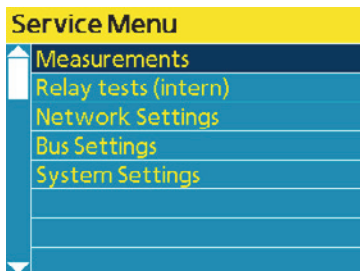 Service Menu
Measurements
Relay tests (intern)
Network Settings
Bus Settings
System Settings